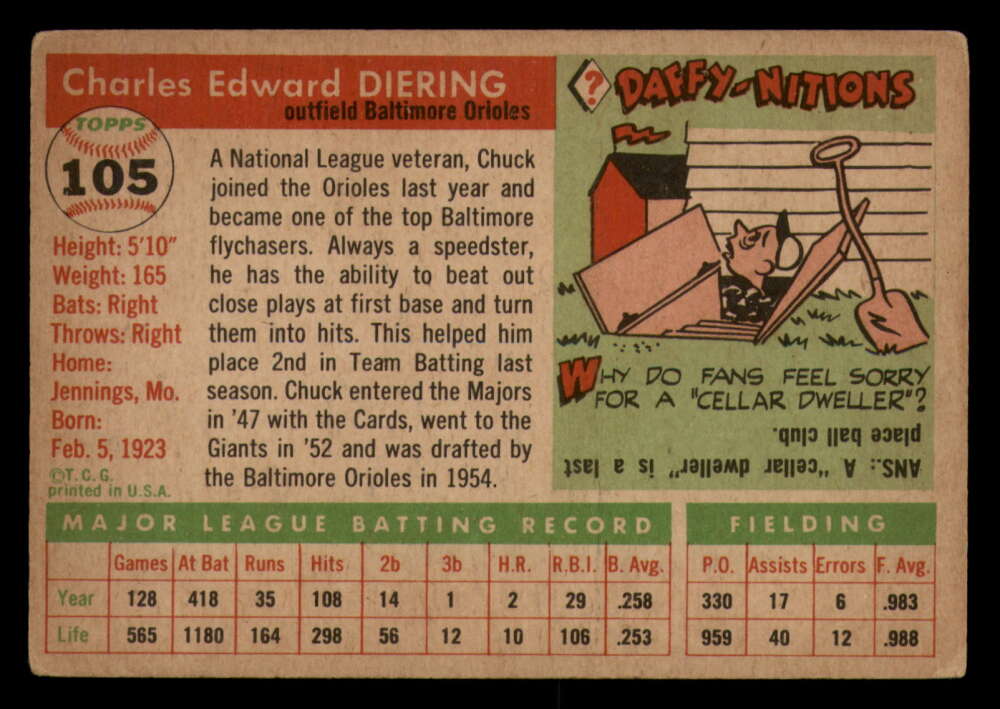 Charles Edward DIERING
outfield Baltimore Orioles
TOPPS
105
Height: 5'10"
Weight: 165
Bats: Right
Throws: Right
Home:
Jennings, Mo.
Born:
Feb. 5, 1923
©T.C.G.
printed in U.S.A.
A National League veteran, Chuck
joined the Orioles last year and
became one of the top Baltimore
flychasers. Always a speedster,
he has the ability to beat out
close plays at first base and turn
them into hits. This helped him
place 2nd in Team Batting last
season. Chuck entered the Majors
in '47 with the Cards, went to the
Giants in '52 and was drafted by
the Baltimore Orioles in 1954.
? DAFFY-NITIONS
WHY DO FANS FEEL SORRY
FOR A "CELLAR DWELLER"?
ANS.: A "cellar dweller" is a last
place ball club.
MAJOR LEAGUE BATTING RECORD FIELDING
Games At Bat Runs Hits 2b 3b H.R. R.B.I. B. Avg. P.O. Assists Errors F. Avg.
Year 128 418 35 108 14 1 2 29 .258 330 17 6 .983
Life 565 1180 164 298 56 12 10 106 .253 959 40 12 .988